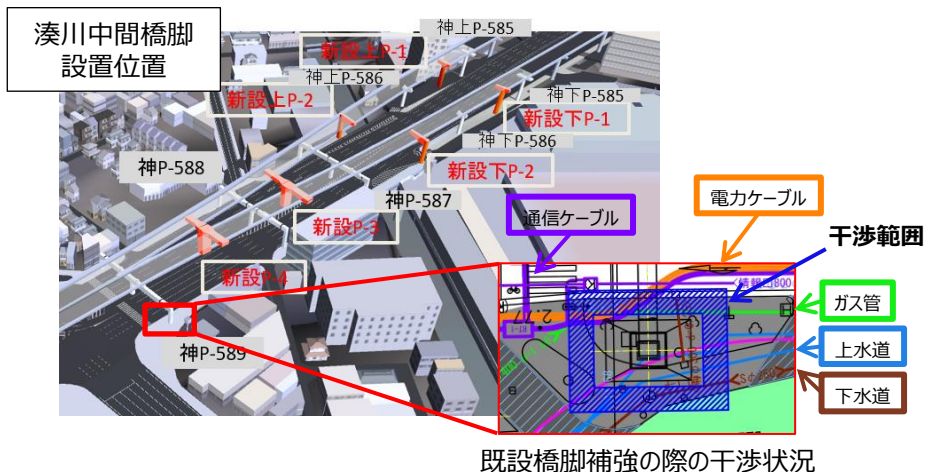 湊川中間橋脚
設置位置
神上P-585
新設上P-1
神上P-586
新設上P-2
神下P-585
新設下P-1
神下P-586
新設下P-2
神P-588
神P-587
新設P-3
新設P-4
神P-589
通信ケーブル
電力ケーブル
干渉範囲
ガス管
上水道
下水道
既設橋脚補強の際の干渉状況